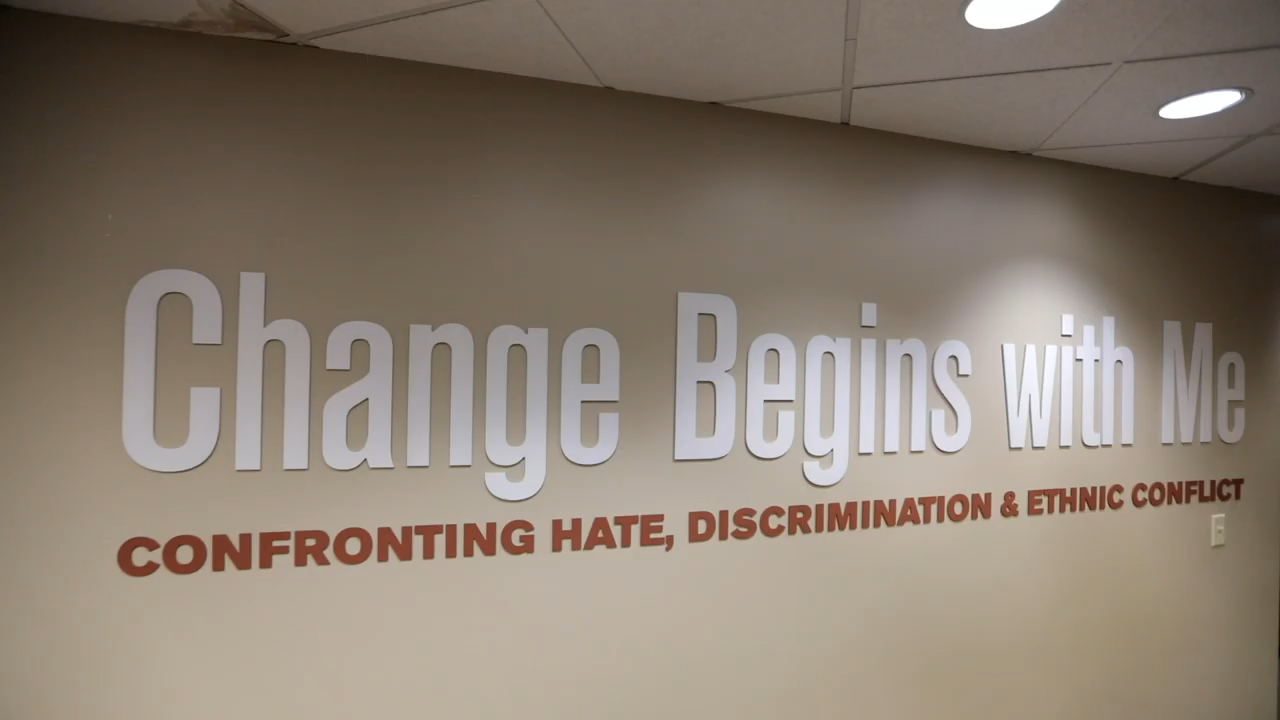 Change Begins with Me
CONFRONTING HATE, DISCRIMINATION & ETHNIC CONFLICT